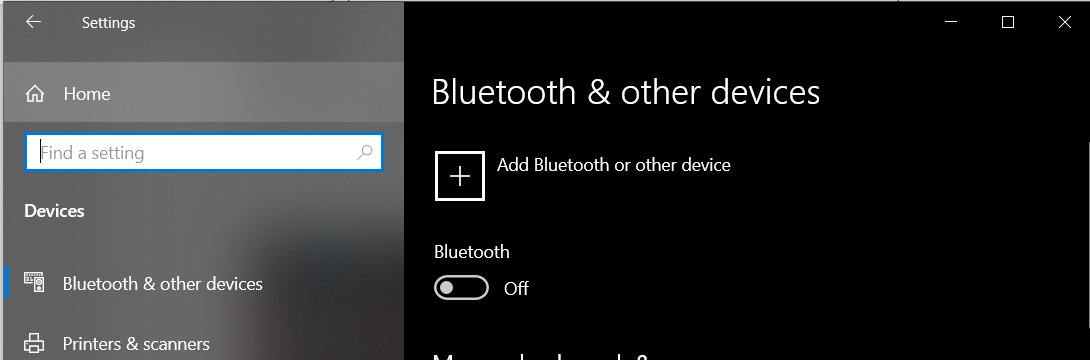 Settings
Home
Find a setting
Devices
Bluetooth & other devices
Printers & scanners
Bluetooth & other devices
Add Bluetooth or other device
Bluetooth
Off